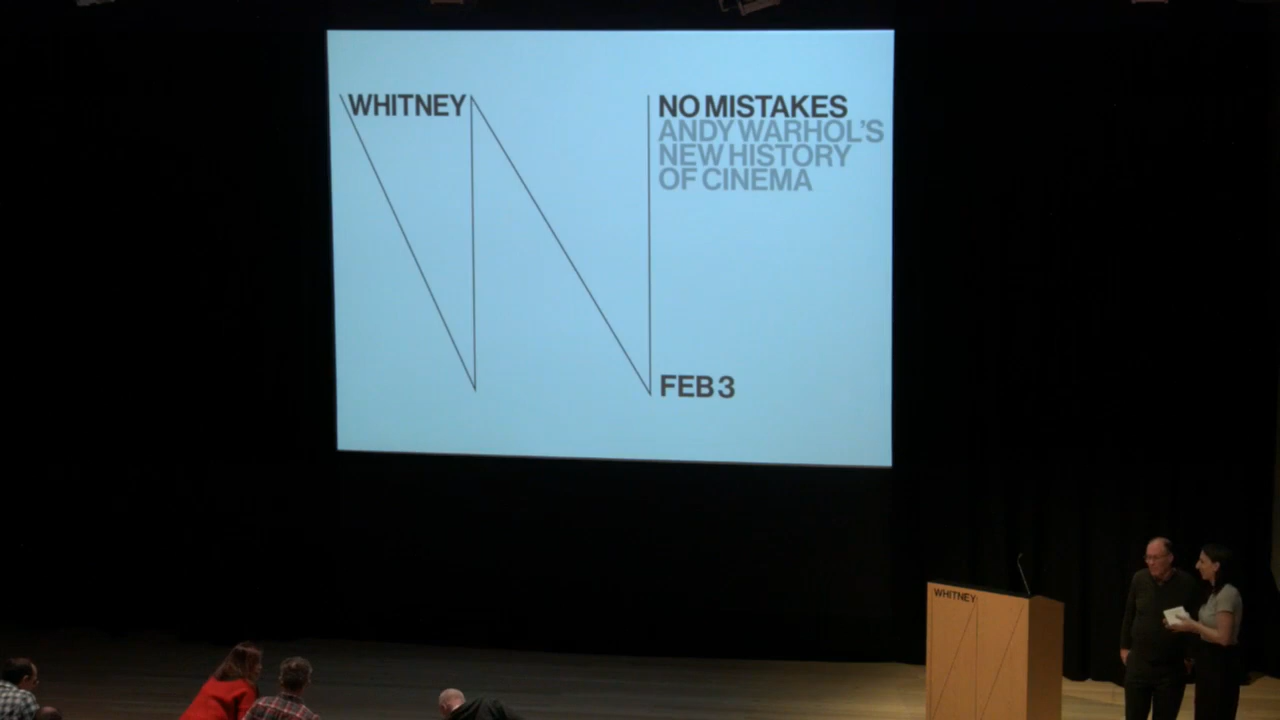 WHITNEY
NO MISTAKES
ANDY WARHOL'S
NEW HISTORY
OF CINEMA
FEB 3
WHITNEY